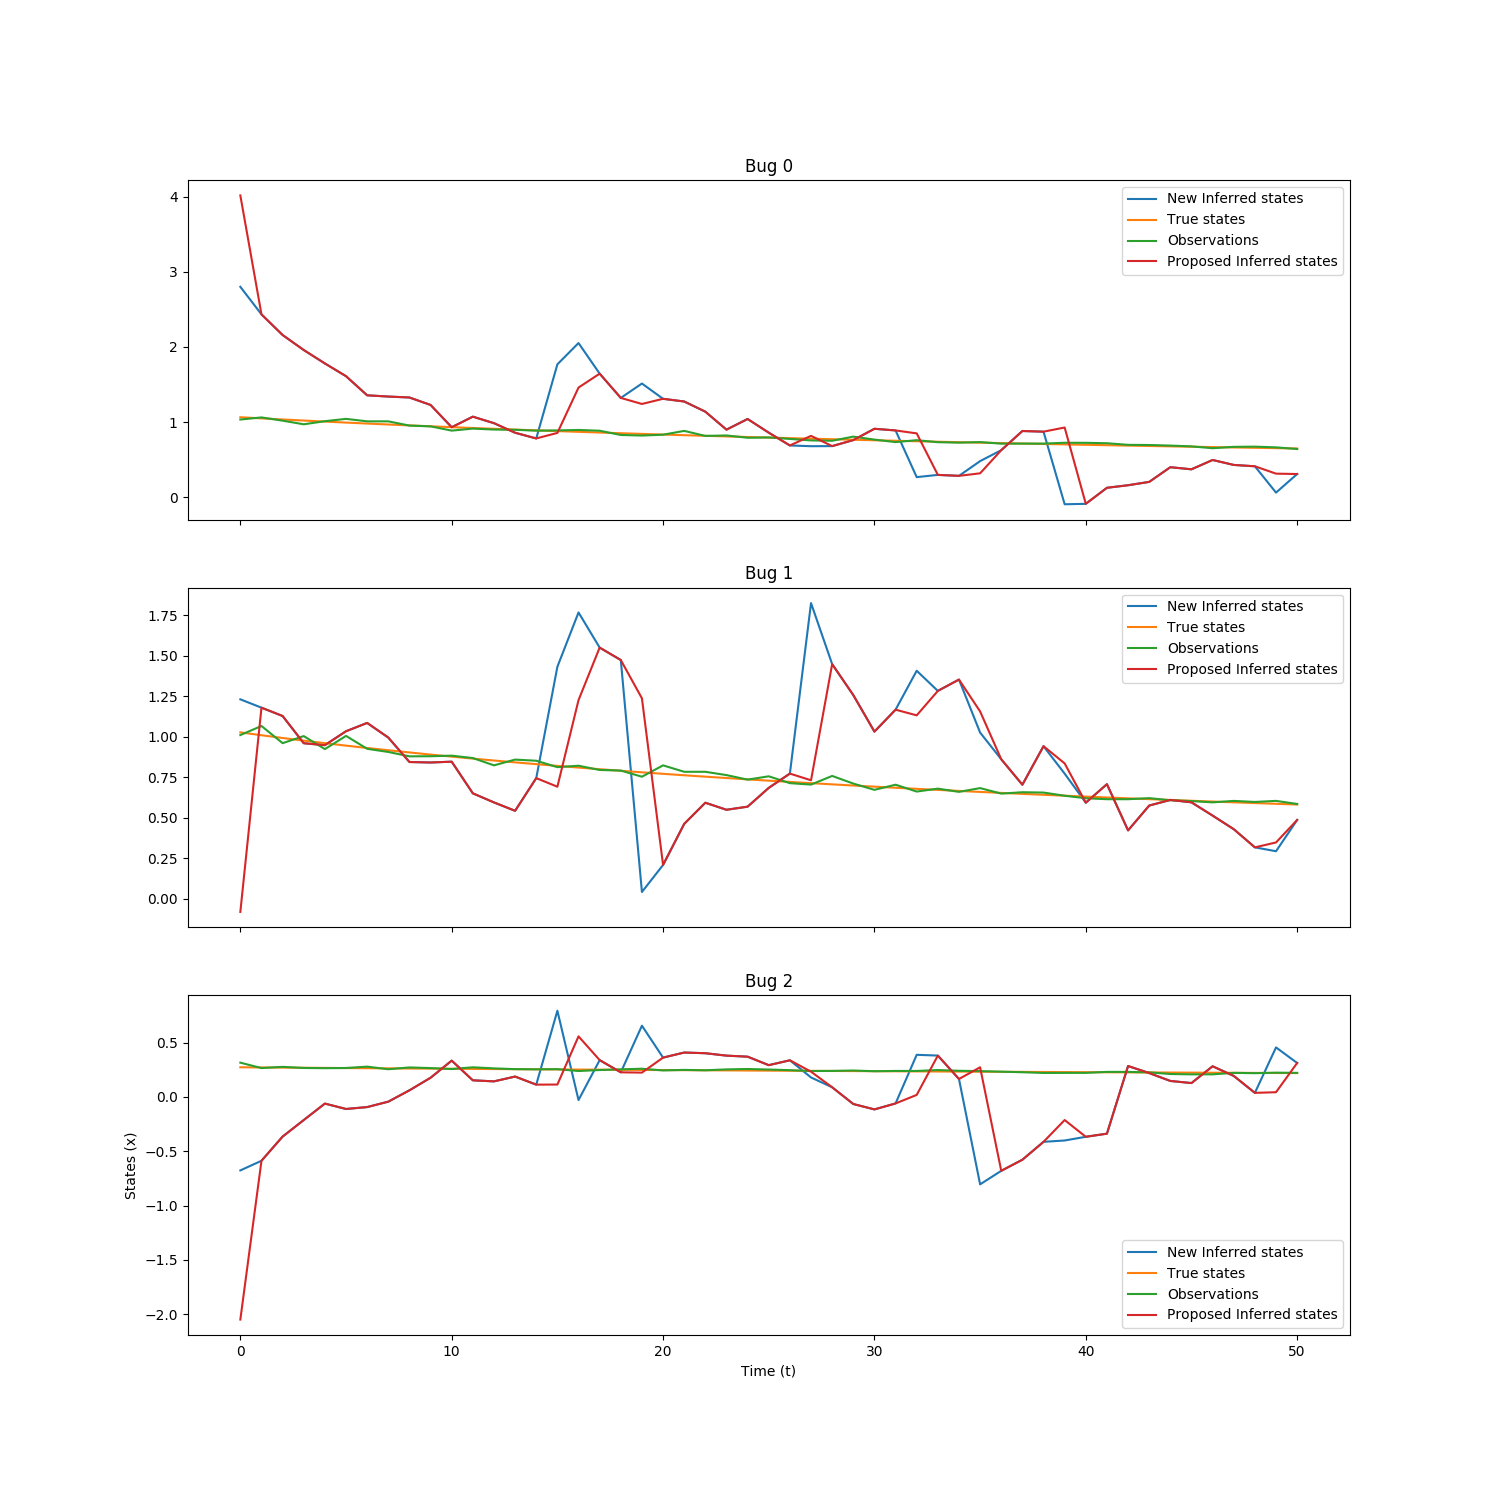 Bug 0
4
3
2
1
0
New Inferred states
True states
Observations
Proposed Inferred states
Bug 1
1.75
1.50
1.25
1.00
0.75
0.50
0.25
0.00
New Inferred states
True states
Observations
Proposed Inferred states
Bug 2
States (x)
0.5
0.0
−0.5
−1.0
−1.5
−2.0
New Inferred states
True states
Observations
Proposed Inferred states
0 10 20 30 40 50
Time (t)